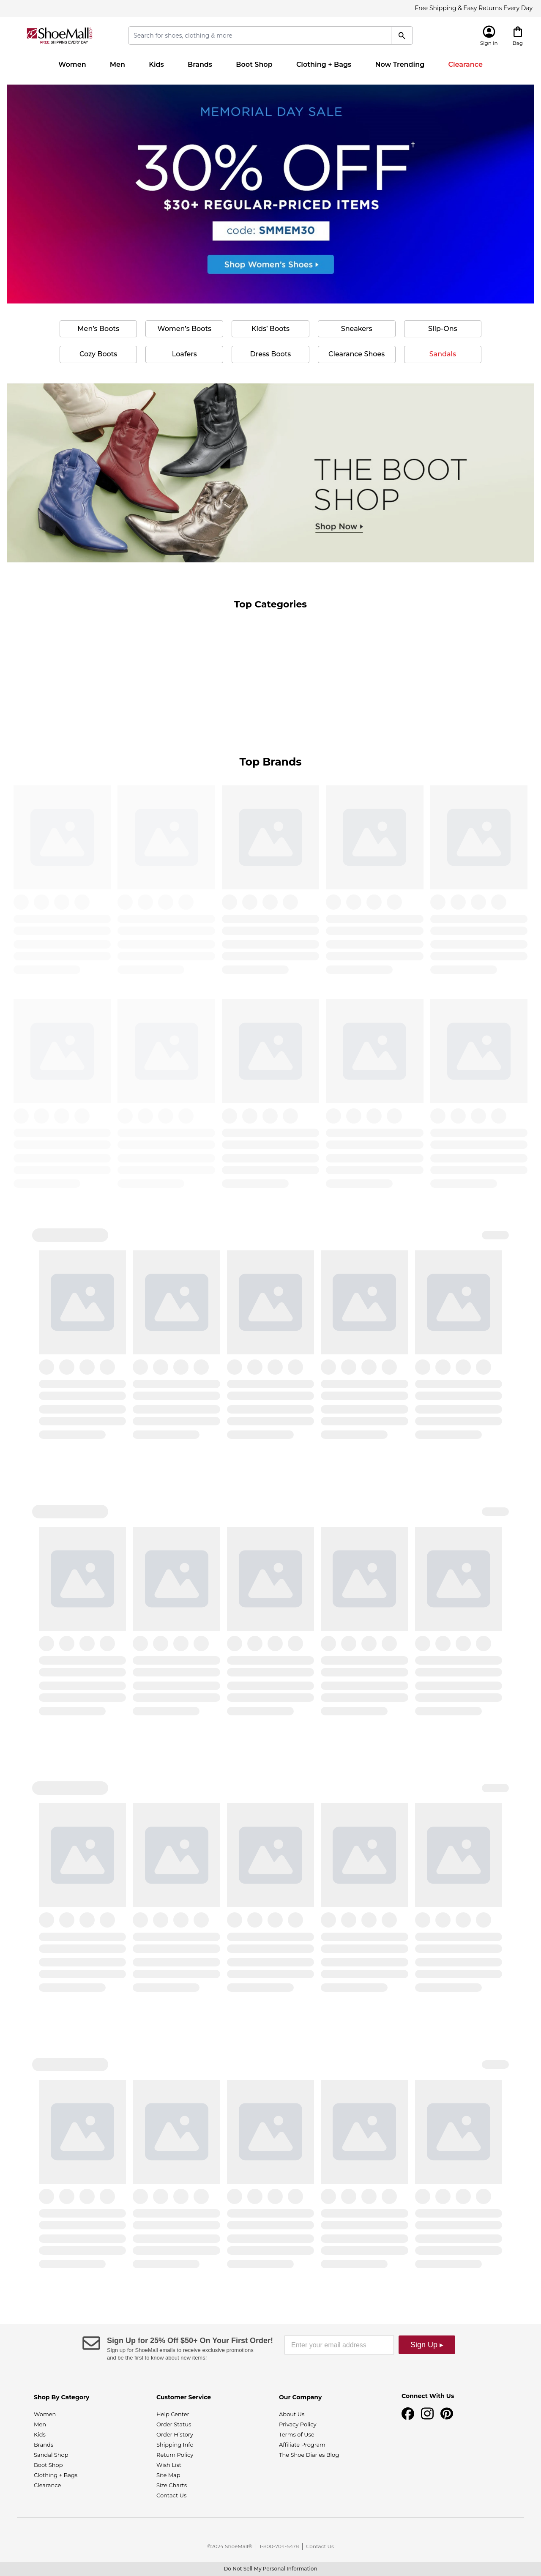 Free Shipping & Easy Returns Every Day
ShoeMall
FREE SHIPPING EVERY DAY
Search for shoes, clothing & more
Sign In
Bag
Women Men Kids Brands Boot Shop Clothing + Bags Now Trending Clearance
MEMORIAL DAY SALE
30% OFF†
$30+ REGULAR-PRICED ITEMS
code: SMMEM30
Shop Women's Shoes
Men's Boots Women's Boots Kids' Boots Sneakers Slip-Ons
Cozy Boots Loafers Dress Boots Clearance Shoes Sandals
THE BOOT
SHOP
Shop Now
Top Categories
Top Brands
Sign Up for 25% Off $50+ On Your First Order!
Sign up for ShoeMall emails to receive exclusive promotions
and be the first to know about new items!
Enter your email address
Sign Up ▸
Shop By Category
Women
Men
Kids
Brands
Sandal Shop
Boot Shop
Clothing + Bags
Clearance
Customer Service
Help Center
Order Status
Order History
Shipping Info
Return Policy
Wish List
Site Map
Size Charts
Contact Us
Our Company
About Us
Privacy Policy
Terms of Use
Affiliate Program
The Shoe Diaries Blog
Connect With Us
©2024 ShoeMall® | 1-800-704-5478 | Contact Us
Do Not Sell My Personal Information